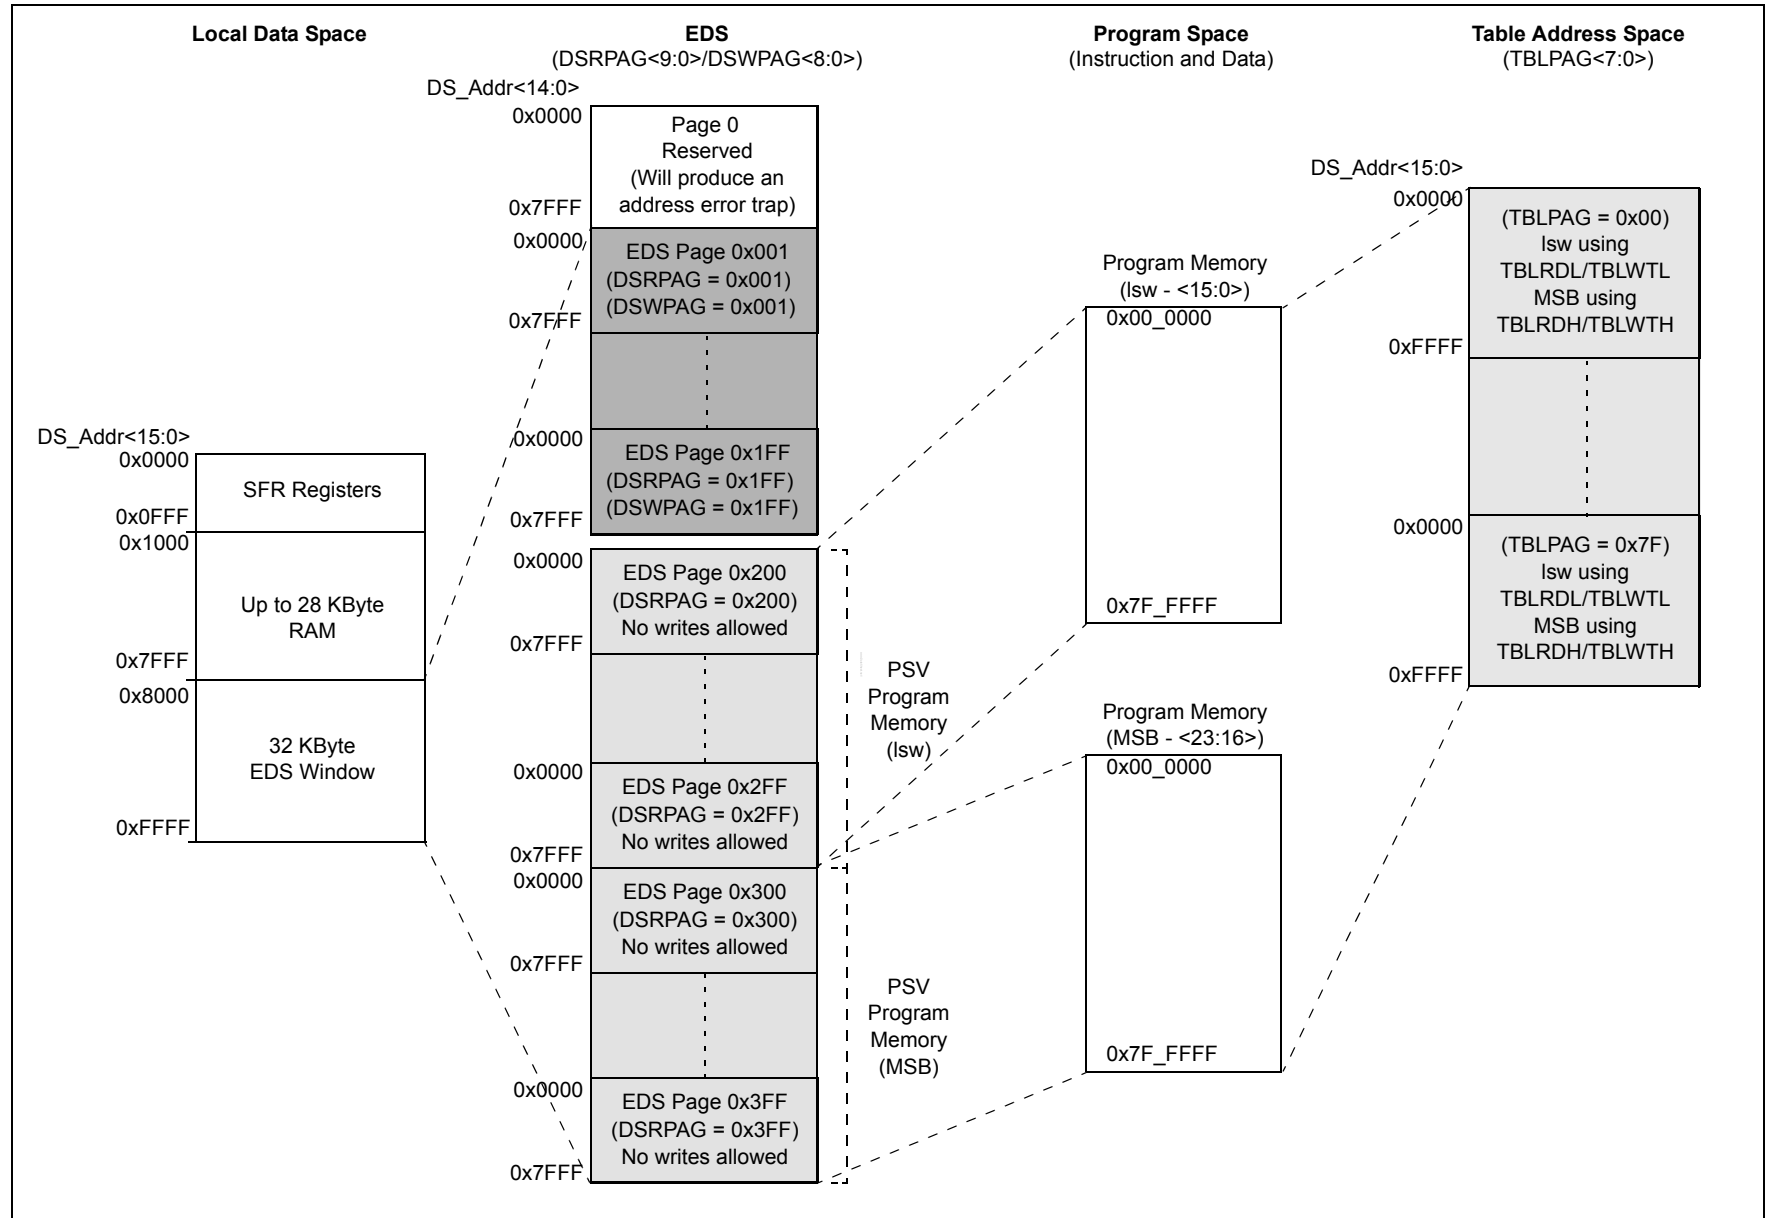 Local Data Space
DS_Addr<15:0>
0x0000
SFR Registers
0x0FFF
0x1000
Up to 28 KByte
RAM
0x7FFF
0x8000
32 KByte
EDS Window
0xFFFF
EDS
(DSRPAG<9:0>/DSWPAG<8:0>)
DS_Addr<14:0>
0x0000
Page 0
Reserved
(Will produce an
address error trap)
0x7FFF
0x0000
EDS Page 0x001
(DSRPAG = 0x001)
(DSWPAG = 0x001)
0x7FFF
0x0000
EDS Page 0x1FF
(DSRPAG = 0x1FF)
(DSWPAG = 0x1FF)
0x7FFF
0x0000
EDS Page 0x200
(DSRPAG = 0x200)
No writes allowed
0x7FFF
PSV
Program
Memory
(lsw)
0x0000
EDS Page 0x2FF
(DSRPAG = 0x2FF)
No writes allowed
0x7FFF
0x0000
EDS Page 0x300
(DSRPAG = 0x300)
No writes allowed
0x7FFF
PSV
Program
Memory
(MSB)
0x0000
EDS Page 0x3FF
(DSRPAG = 0x3FF)
No writes allowed
0x7FFF
Program Space
(Instruction and Data)
Program Memory
(lsw - <15:0>)
0x00_0000
0x7F_FFFF
Program Memory
(MSB - <23:16>)
0x00_0000
0x7F_FFFF
Table Address Space
(TBLPAG<7:0>)
DS_Addr<15:0>
0x0000
(TBLPAG = 0x00)
lsw using
TBLRDL/TBLWTL
MSB using
TBLRDH/TBLWTH
0xFFFF
0x0000
(TBLPAG = 0x7F)
lsw using
TBLRDL/TBLWTL
MSB using
TBLRDH/TBLWTH
0xFFFF